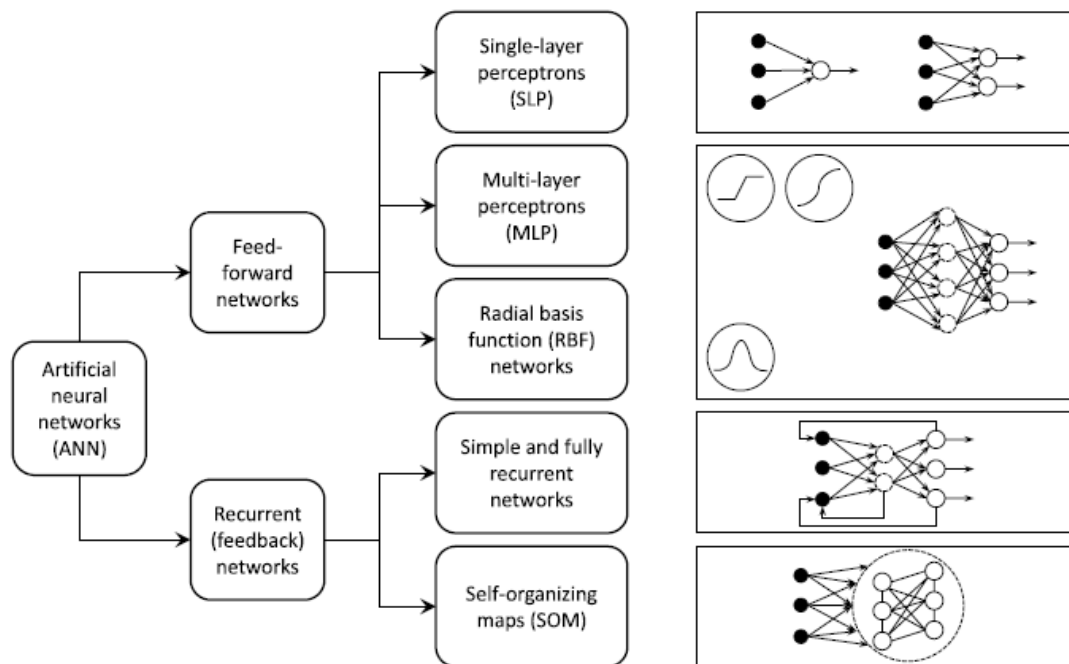 Single-layer
perceptrons
(SLP)
Multi-layer
perceptrons
(MLP)
Feed-
forward
networks
Radial basis
function (RBF)
networks
Artificial
neural
networks
(ANN)
Simple and fully
recurrent
networks
Recurrent
(feedback)
networks
Self-organizing
maps (SOM)